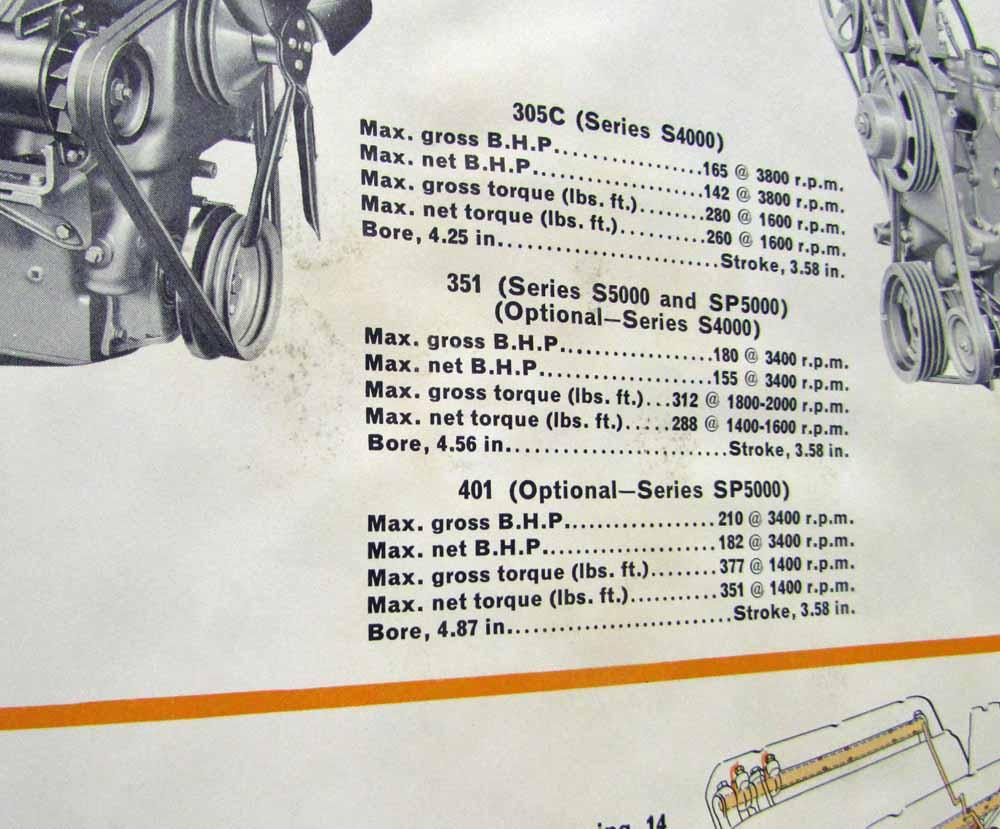 305C (Series S4000)
Max. gross B.H.P. 165 @ 3800 r.p.m.
Max. net B.H.P. 142 @ 3800 r.p.m.
Max. gross torque (lbs. ft.) 280 @ 1600 r.p.m.
Max. net torque (lbs. ft.) 260 @ 1600 r.p.m.
Bore, 4.25 in. Stroke, 3.58 in.
351 (Series S5000 and SP5000)
(Optional—Series S4000)
Max. gross B.H.P. 180 @ 3400 r.p.m.
Max. net B.H.P. 155 @ 3400 r.p.m.
Max. gross torque (lbs. ft.) 312 @ 1800-2000 r.p.m.
Max. net torque (lbs. ft.) 288 @ 1400-1600 r.p.m.
Bore, 4.56 in. Stroke, 3.58 in.
401 (Optional—Series SP5000)
Max. gross B.H.P. 210 @ 3400 r.p.m.
Max. net B.H.P. 182 @ 3400 r.p.m.
Max. gross torque (lbs. ft.) 377 @ 1400 r.p.m.
Max. net torque (lbs. ft.) 351 @ 1400 r.p.m.
Bore, 4.87 in. Stroke, 3.58 in.
14